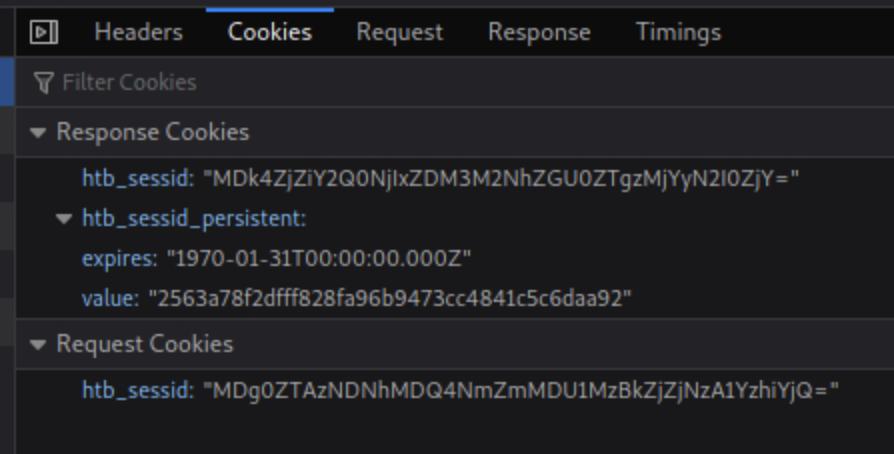 Headers Cookies Request Response Timings
Filter Cookies
Response Cookies
htb_sessid: "MDk4ZjZiY2Q0NjIxZDM3M2NhZGU0ZTgzMjYyN2I0ZjY="
htb_sessid_persistent:
expires: "1970-01-31T00:00:00.000Z"
value: "2563a78f2dfff828fa96b9473cc4841c5c6daa92"
Request Cookies
htb_sessid: "MDg0ZTAzNDNhMDQ4NmZmMDU1MzBkZjZjNzA1YzhiYjQ="